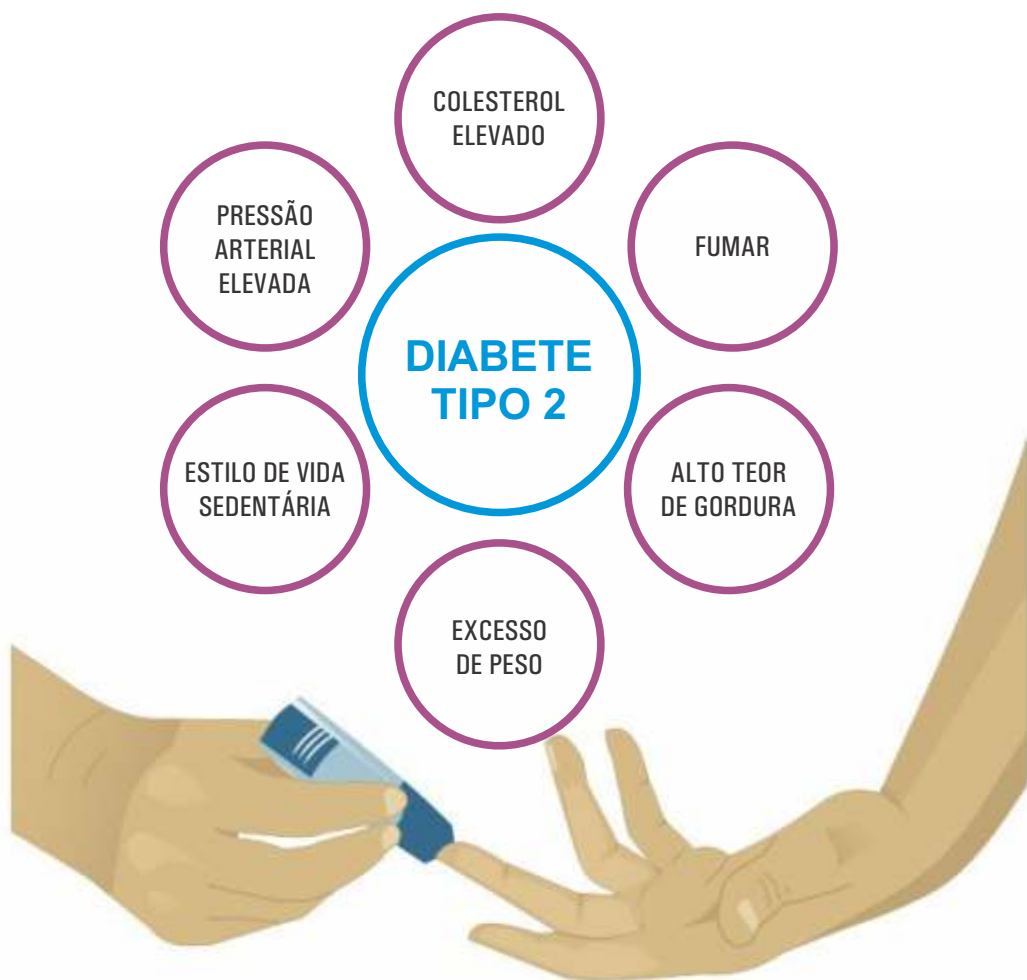 COLESTEROL
ELEVADO
PRESSÃO
ARTERIAL
ELEVADA
FUMAR
DIABETE
TIPO 2
ESTILO DE VIDA
SEDENTÁRIA
ALTO TEOR
DE GORDURA
EXCESSO
DE PESO